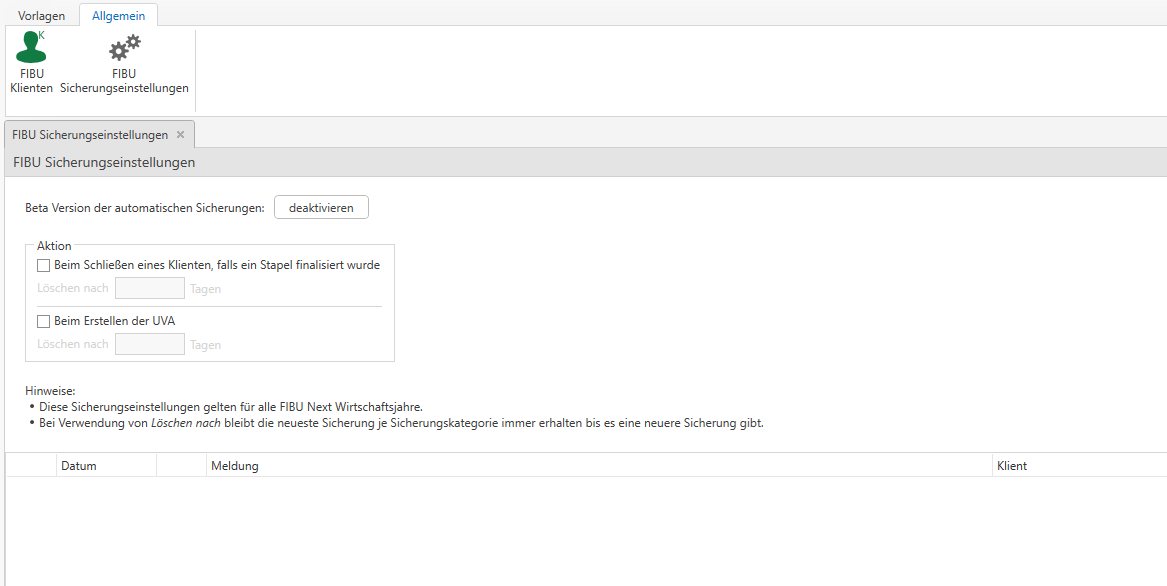 Vorlagen Allgemein
K
FIBU Klienten
FIBU Sicherungseinstellungen
FIBU Sicherungseinstellungen ×
FIBU Sicherungseinstellungen
Beta Version der automatischen Sicherungen: deaktivieren
Aktion
Beim Schließen eines Klienten, falls ein Stapel finalisiert wurde
Löschen nach Tagen
Beim Erstellen der UVA
Löschen nach Tagen
Hinweise:
• Diese Sicherungseinstellungen gelten für alle FIBU Next Wirtschaftsjahre.
• Bei Verwendung von Löschen nach bleibt die neueste Sicherung je Sicherungskategorie immer erhalten bis es eine neuere Sicherung gibt.
Datum Meldung Klient